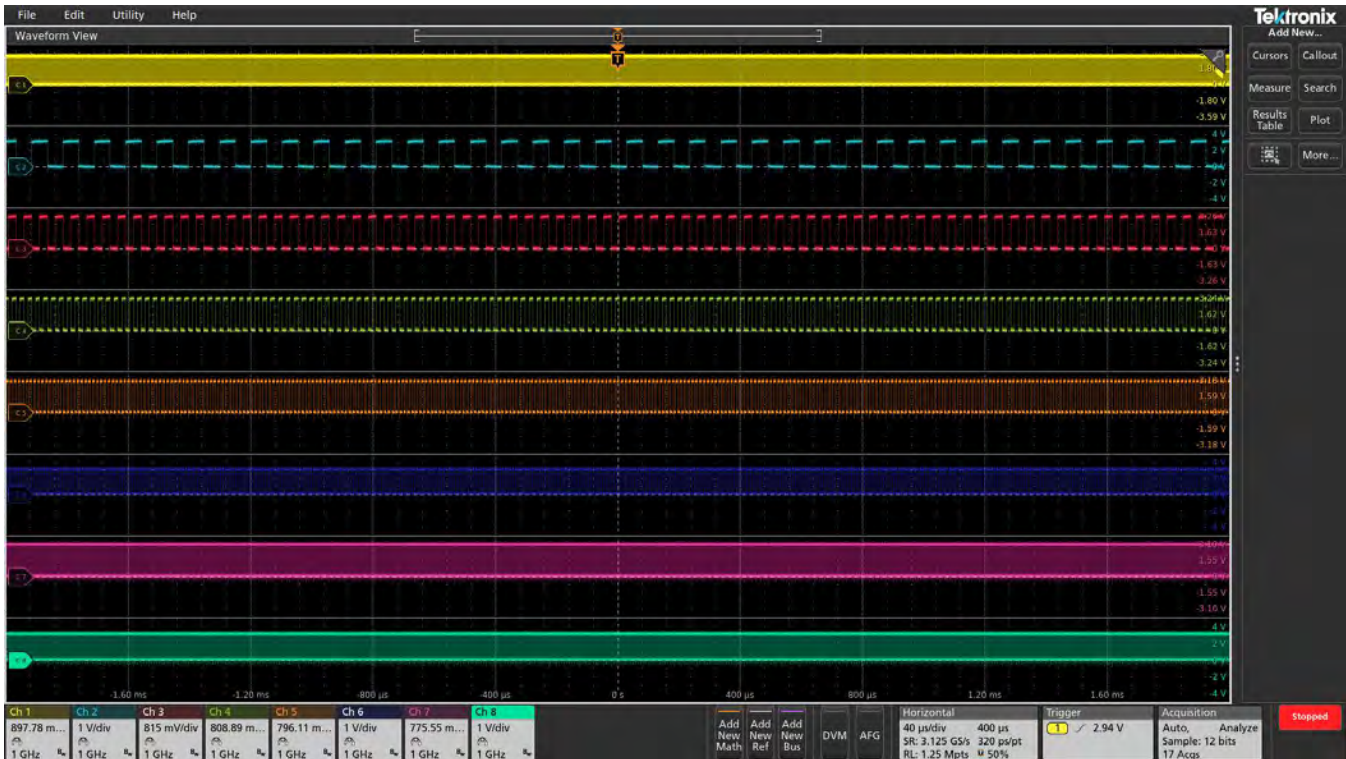 File Edit Utility Help
Tektronix
Waveform View
Add New...
Cursors Callout
Measure Search
Results Table Plot
More...
T
C1
-1.80 V
-3.59 V
C2
4 V
2 V
-2 V
-4 V
C3
1.63 V
-1.63 V
-3.26 V
C4
1.62 V
-1.62 V
-3.24 V
C5
1.59 V
-1.59 V
-3.18 V
C7
1.55 V
-1.55 V
-3.10 V
4 V
2 V
-2 V
-4 V
-1.60 ms -1.20 ms -800 µs -400 µs 0 s 400 µs 800 µs 1.20 ms 1.60 ms
Ch 1 Ch 2 Ch 3 Ch 4 Ch 5 Ch 6 Ch 7 Ch 8
897.78 m... 1 V/div 815 mV/div 808.89 m... 796.11 m... 1 V/div 775.55 m... 1 V/div
1 GHz 1 GHz 1 GHz 1 GHz 1 GHz 1 GHz 1 GHz 1 GHz
Add New Math
Add New Ref
Add New Bus
DVM
AFG
Horizontal
40 µs/div 400 µs
SR: 3.125 GS/s 320 ps/pt
RL: 1.25 Mpts 50%
Trigger
1 2.94 V
Acquisition
Auto, Analyze
Sample: 12 bits
17 Acqs
Stopped